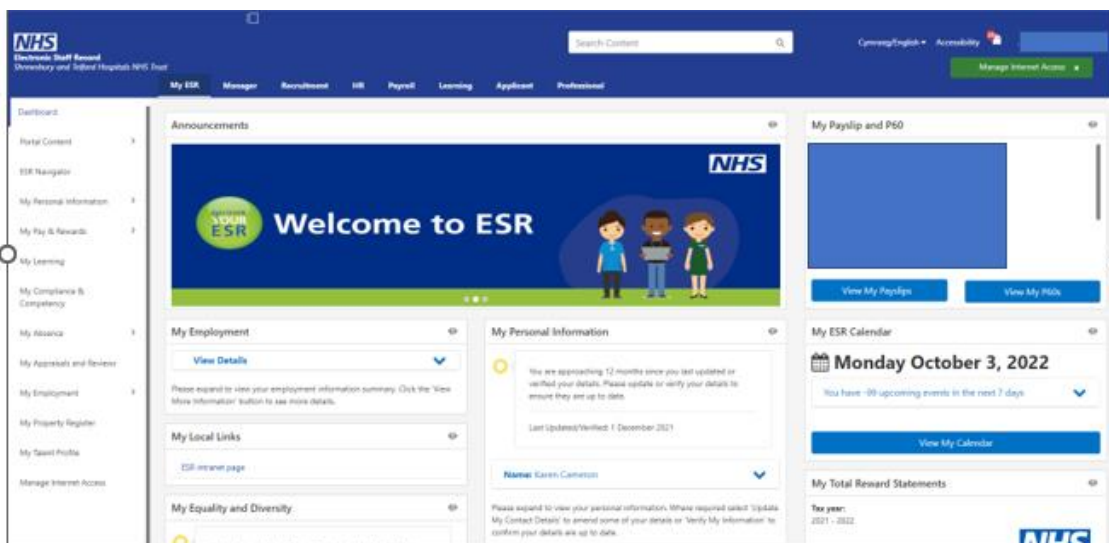 NHS
Electronic Staff Record
Shrewsbury and Telford Hospitals NHS Trust
Search Content
Cymraeg/English
Accessibility
Manage Internet Access
My ESR
Manager
Recruitment
HR
Payroll
Learning
Applicant
Professional
Dashboard
Portal Content
ESR Navigator
My Personal Information
My Pay & Rewards
My Learning
My Compliance &
Competency
My Absence
My Appraisals and Reviews
My Employment
My Property Register
My Talent Profile
Manage Internet Access
Announcements
NHS
YOUR
ESR
Welcome to ESR
My Payslip and P60
View My Payslips
View My P60s
My Employment
View Details
Please expand to view your employment information summary. Click the 'View
More Information' button to see more details.
My Local Links
ESR intranet page
My Equality and Diversity
My Personal Information
You are approaching 12 months since you last updated or
verified your details. Please update or verify your details to
ensure they are up to date.
Last Updated/Verified: 1 December 2021
Name: Karen Cameron
Please expand to view your personal information. Where required select 'Update
My Contact Details' to amend some of your details or 'Verify My Information' to
confirm your details are up to date.
My ESR Calendar
Monday October 3, 2022
You have -99 upcoming events in the next 7 days
View My Calendar
My Total Reward Statements
Tax year:
2021 - 2022
NHS